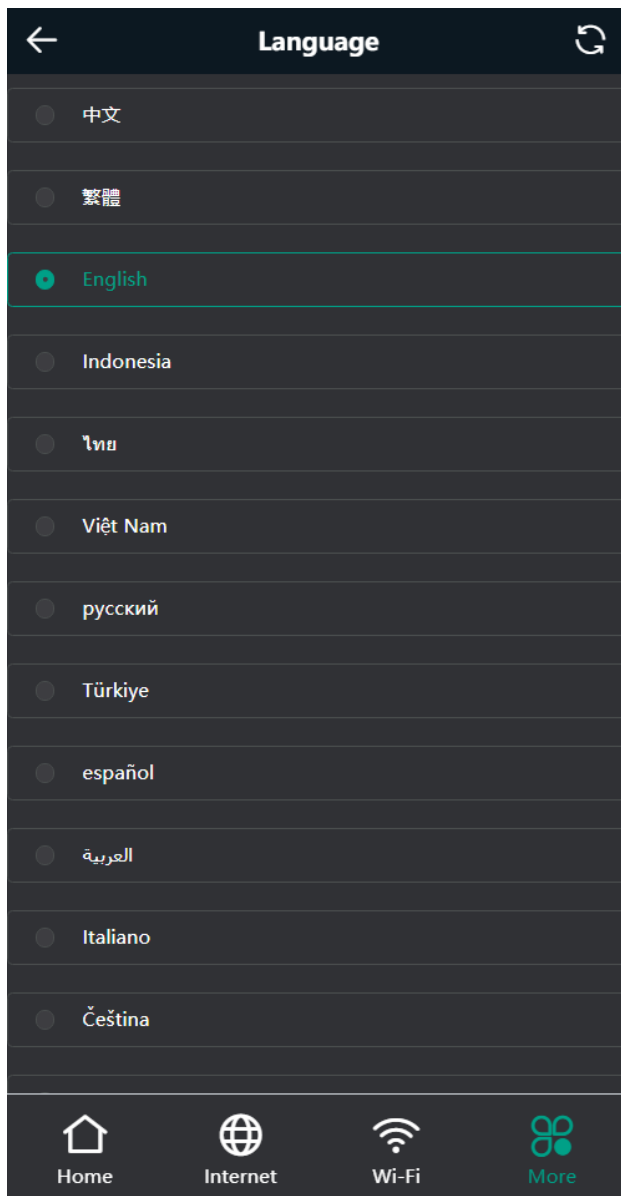 Language
中文
繁體
English
Indonesia
ไทย
Việt Nam
русский
Türkiye
español
العربية
Italiano
Čeština
Home Internet Wi-Fi More